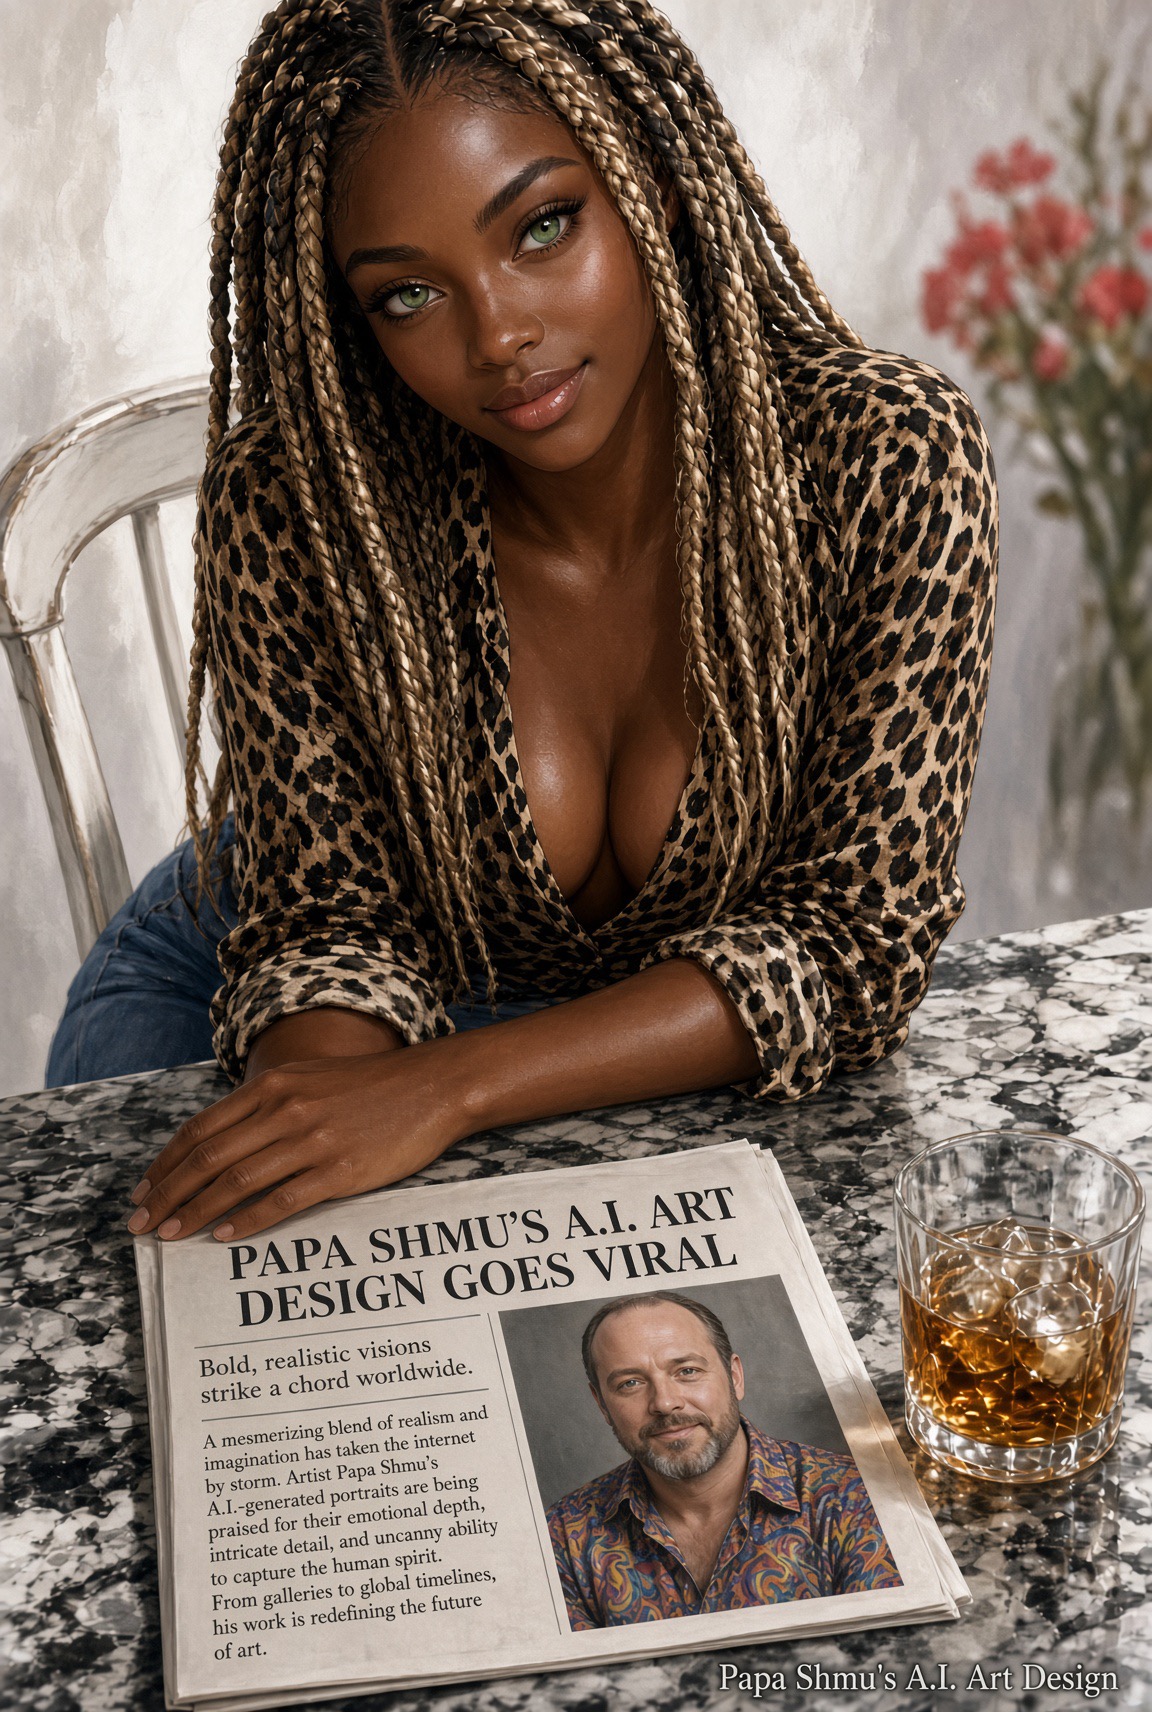 PAPA SHMU'S A.I. ART
DESIGN GOES VIRAL
Bold, realistic visions
strike a chord worldwide.
A mesmerizing blend of realism and
imagination has taken the internet
by storm. Artist Papa Shmu's
A.I.-generated portraits are being
praised for their emotional depth,
intricate detail, and uncanny ability
to capture the human spirit.
From galleries to global timelines,
his work is redefining the future
of art.
Papa Shmu's A.I. Art Design